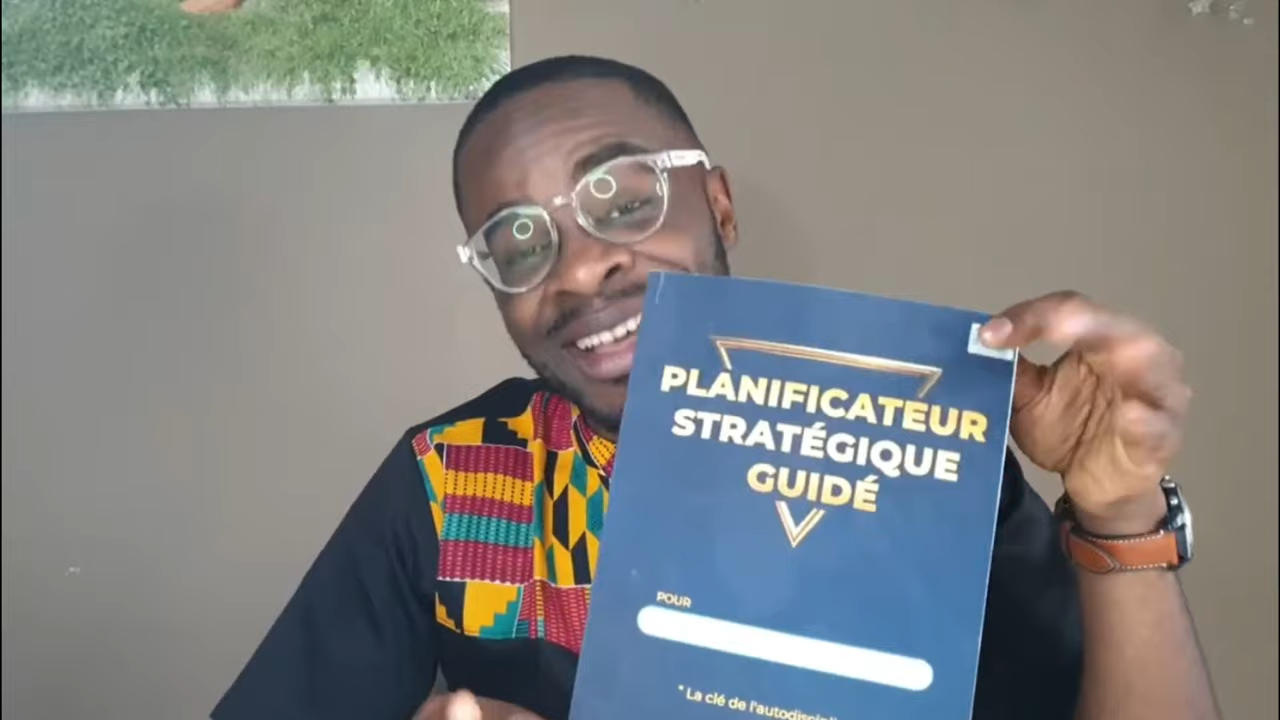 PLANIFICATEUR
STRATÉGIQUE
GUIDÉ
POUR
" La clé de l'autodiscipli